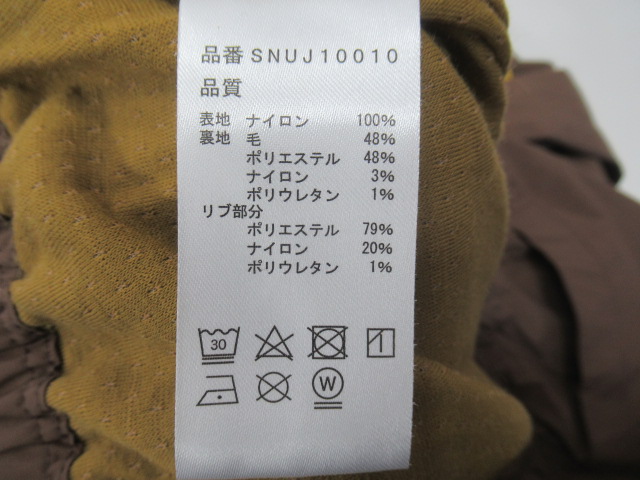 品番 SNUJ10010
品質
表地 ナイロン 100%
裏地 毛 48%
ポリエステル 48%
ナイロン 3%
ポリウレタン 1%
リブ部分
ポリエステル 79%
ナイロン 20%
ポリウレタン 1%
30
W